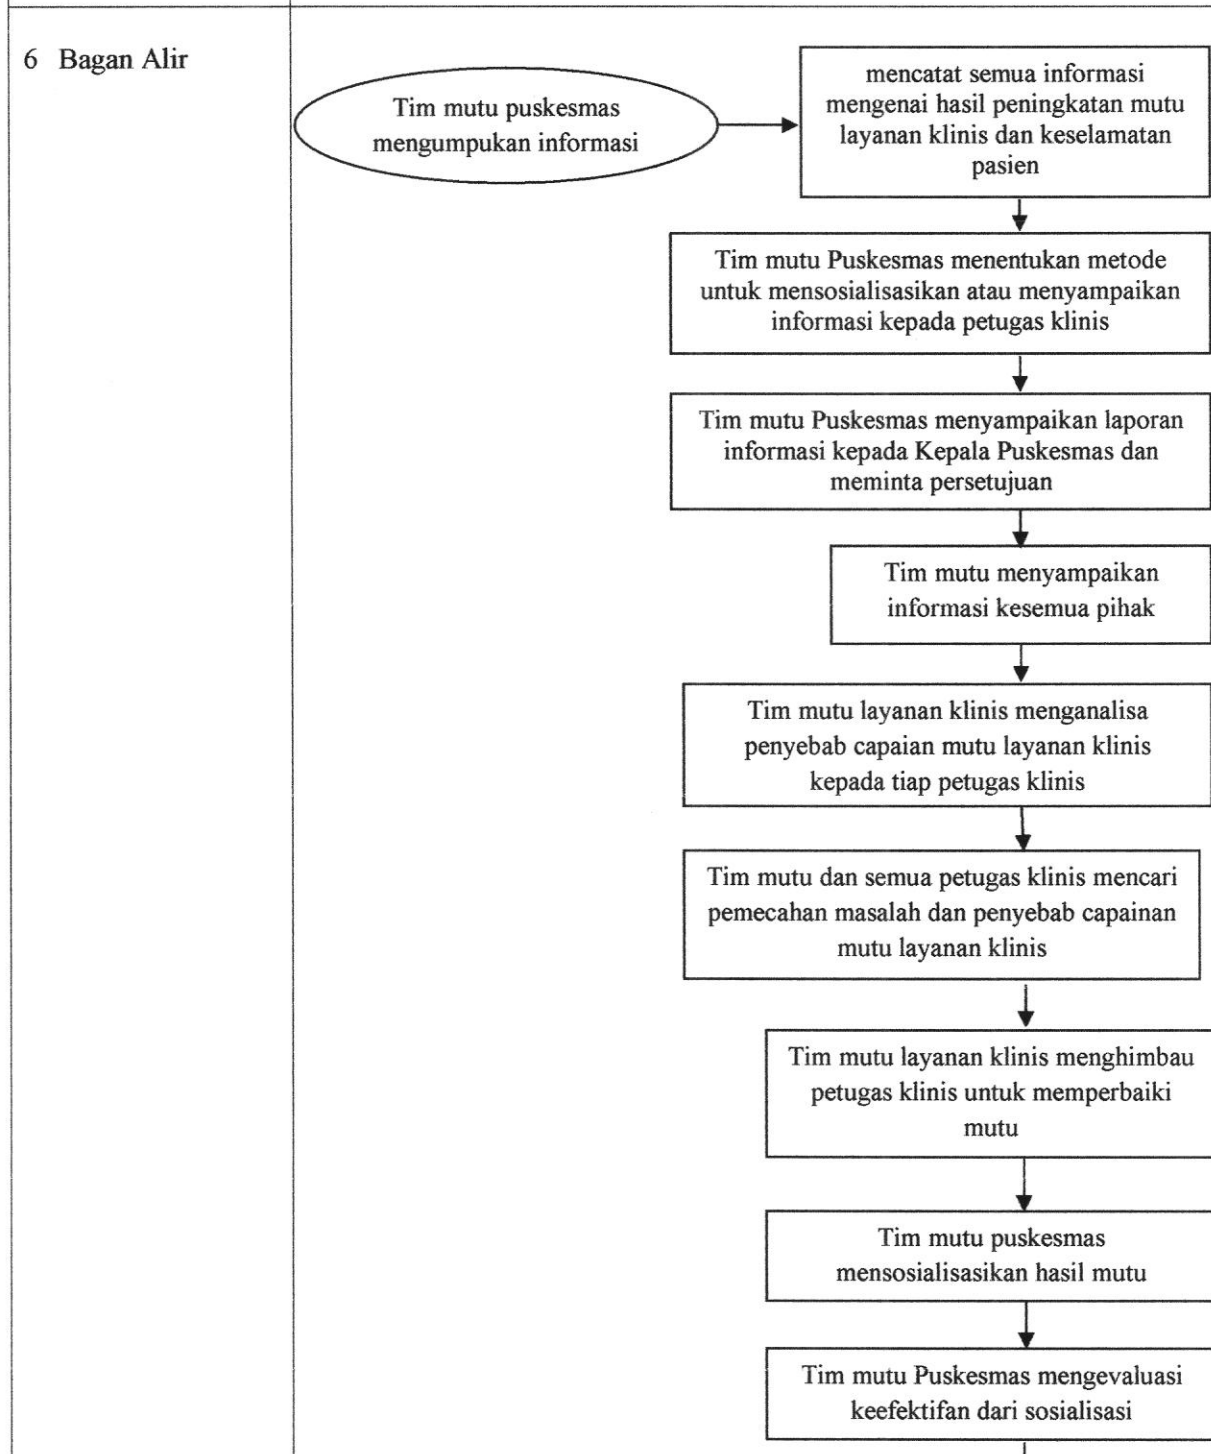 6 Bagan Alir
Tim mutu puskesmas
mengumpukan informasi
mencatat semua informasi
mengenai hasil peningkatan mutu
layanan klinis dan keselamatan
pasien
Tim mutu Puskesmas menentukan metode
untuk mensosialisasikan atau menyampaikan
informasi kepada petugas klinis
Tim mutu Puskesmas menyampaikan laporan
informasi kepada Kepala Puskesmas dan
meminta persetujuan
Tim mutu menyampaikan
informasi kesemua pihak
Tim mutu layanan klinis menganalisa
penyebab capaian mutu layanan klinis
kepada tiap petugas klinis
Tim mutu dan semua petugas klinis mencari
pemecahan masalah dan penyebab capainan
mutu layanan klinis
Tim mutu layanan klinis menghimbau
petugas klinis untuk memperbaiki
mutu
Tim mutu puskesmas
mensosialisasikan hasil mutu
Tim mutu Puskesmas mengevaluasi
keefektifan dari sosialisasi